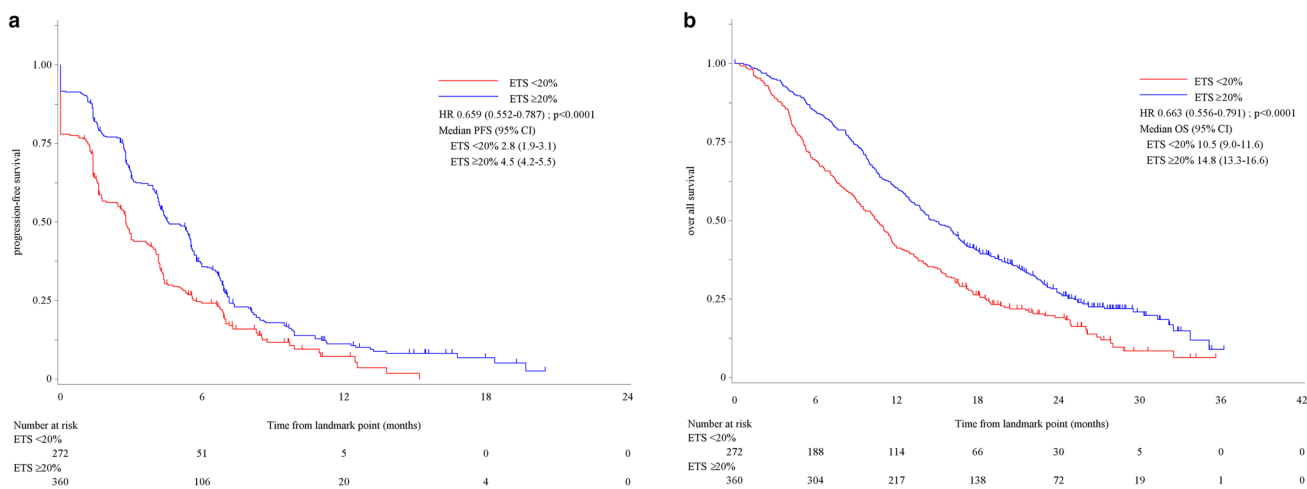 a
1.00
0.75
0.50
0.25
0
progression-free survival
ETS <20%
ETS ≥20%
HR 0.659 (0.552-0.787) ; p<0.0001
Median PFS (95% CI)
ETS <20% 2.8 (1.9-3.1)
ETS ≥20% 4.5 (4.2-5.5)
0 6 12 18 24
Time from landmark point (months)
Number at risk
ETS <20%
272 51 5 0 0
ETS ≥20%
360 106 20 4 0
b
1.00
0.75
0.50
0.25
0
over all survival
ETS <20%
ETS ≥20%
HR 0.663 (0.556-0.791) ; p<0.0001
Median OS (95% CI)
ETS <20% 10.5 (9.0-11.6)
ETS ≥20% 14.8 (13.3-16.6)
0 6 12 18 24 30 36 42
Time from landmark point (months)
Number at risk
ETS <20%
272 188 114 66 30 5 0 0
ETS ≥20%
360 304 217 138 72 19 1 0